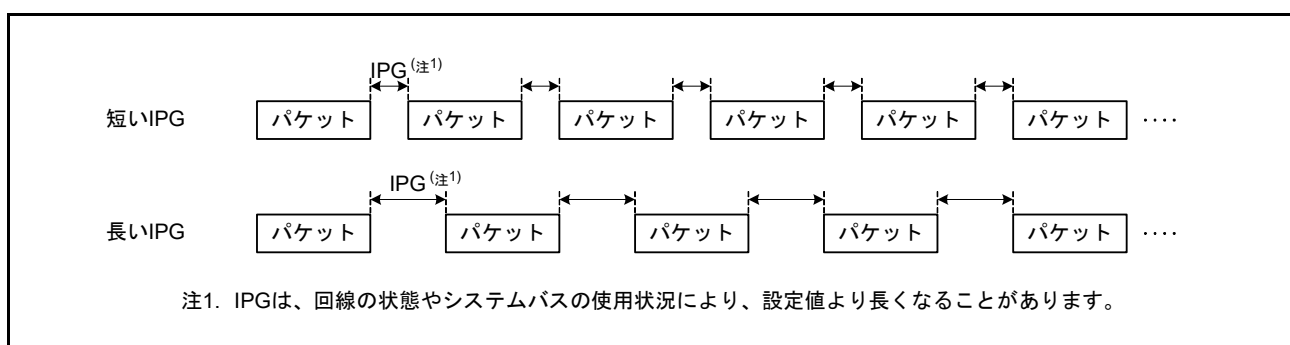 IPG(注1)
短いIPG パケット パケット パケット パケット パケット パケット ····
IPG(注1)
長いIPG パケット パケット パケット パケット パケット ····
注1. IPGは、回線の状態やシステムバスの使用状況により、設定値より長くなることがあります。